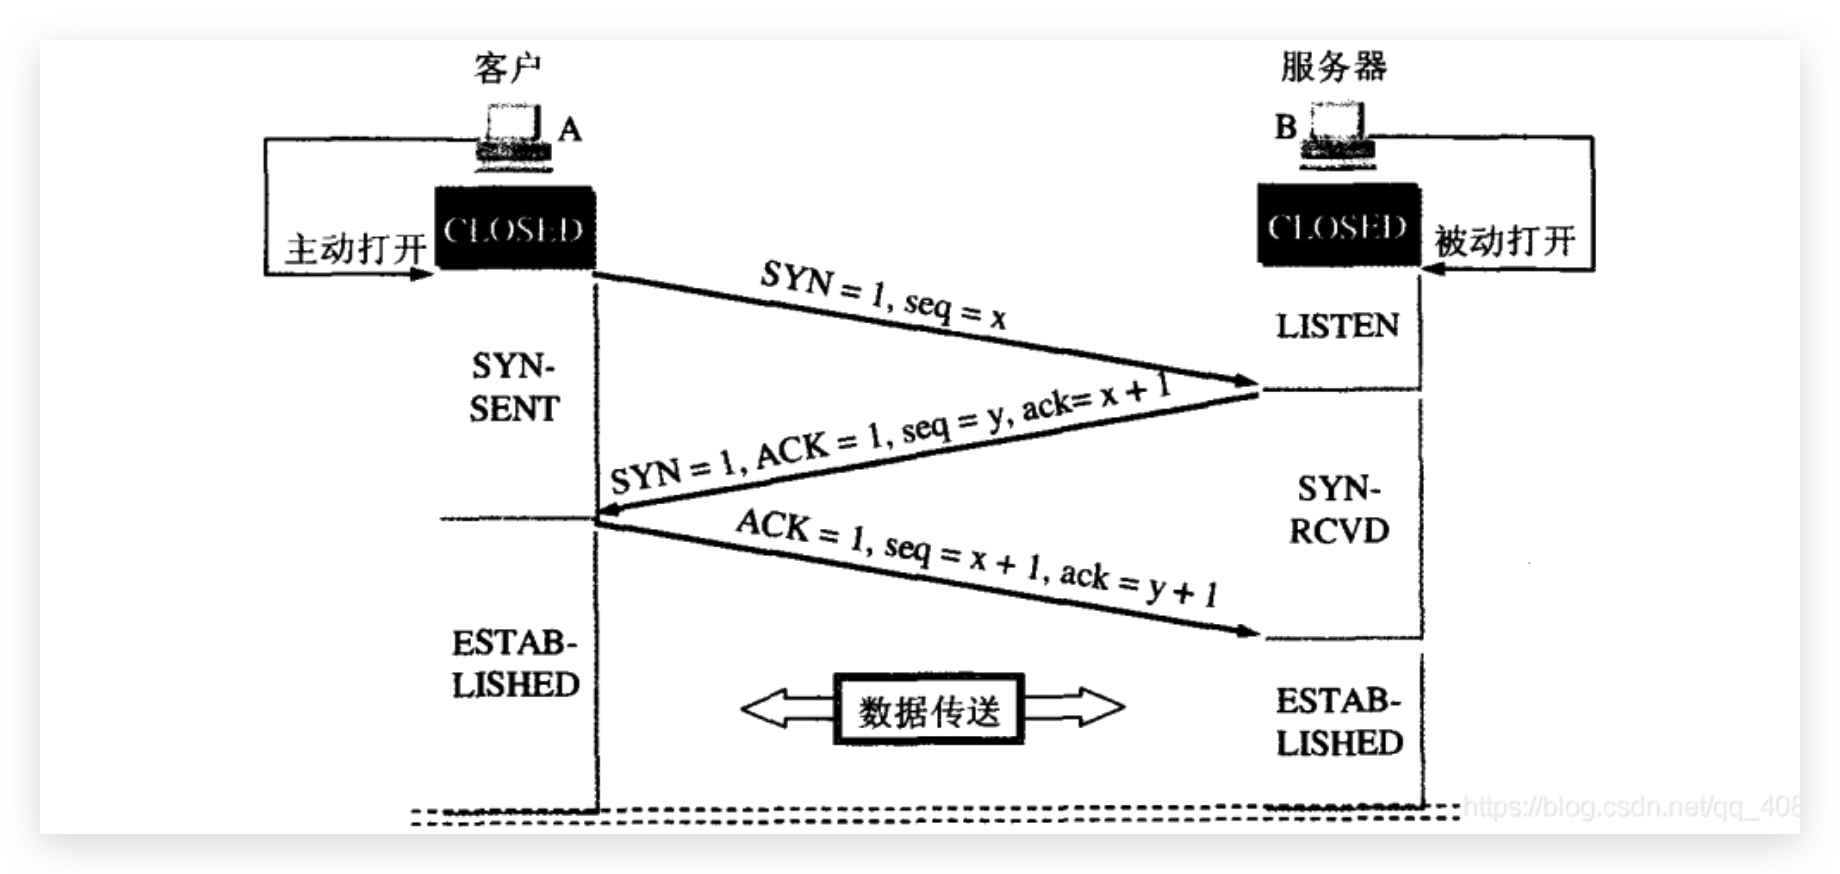 客户
服务器
A
B
CLOSED
CLOSED
主动打开
被动打开
SYN = 1, seq = x
LISTEN
SYN-
SENT
SYN = 1, ACK = 1, seq = y, ack= x + 1
SYN-
RCVD
ACK = 1, seq = x + 1, ack = y + 1
ESTAB-
LISHED
数据传送
ESTAB-
LISHED
https://blog.csdn.net/qq_408